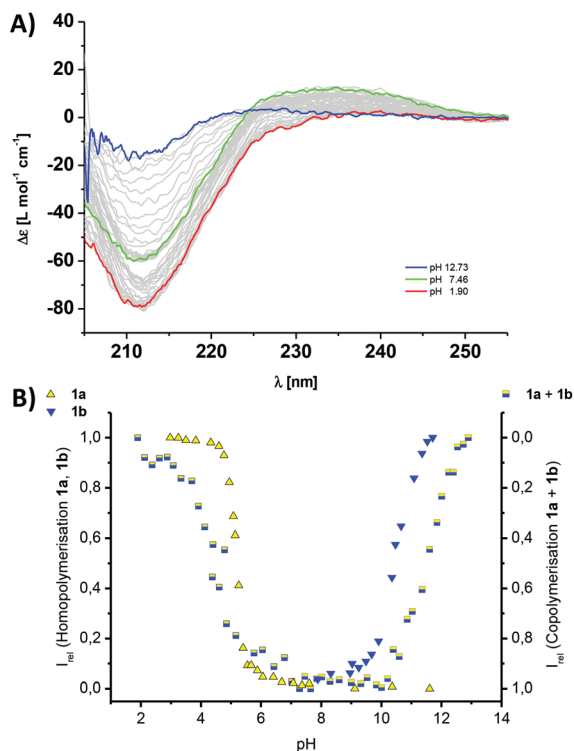 A)
40
20
0
-20
-40
-60
-80
Δε [L mol⁻¹ cm⁻¹]
pH 12.73
pH 7.46
pH 1.90
210 220 230 240 250
λ [nm]
B)
1a
1b
1a + 1b
1,0 0,0
0,8 0,2
0,6 0,4
0,4 0,6
0,2 0,8
0,0 1,0
I_rel (Homopolymerisation 1a, 1b)
I_rel (Copolymerisation 1a + 1b)
2 4 6 8 10 12 14
pH